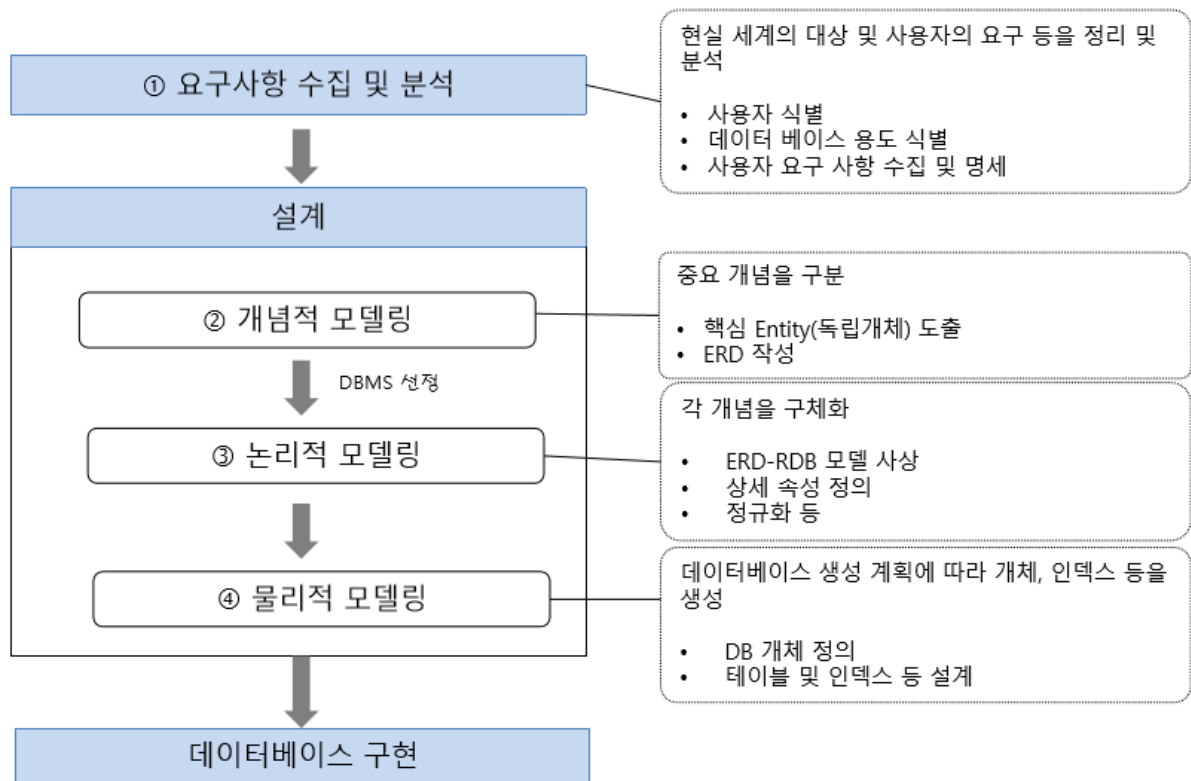 ① 요구사항 수집 및 분석
현실 세계의 대상 및 사용자의 요구 등을 정리 및
분석
• 사용자 식별
• 데이터 베이스 용도 식별
• 사용자 요구 사항 수집 및 명세
설계
② 개념적 모델링
중요 개념을 구분
• 핵심 Entity(독립개체) 도출
• ERD 작성
DBMS 선정
③ 논리적 모델링
각 개념을 구체화
• ERD-RDB 모델 사상
• 상세 속성 정의
• 정규화 등
④ 물리적 모델링
데이터베이스 생성 계획에 따라 개체, 인덱스 등을
생성
• DB 개체 정의
• 테이블 및 인덱스 등 설계
데이터베이스 구현